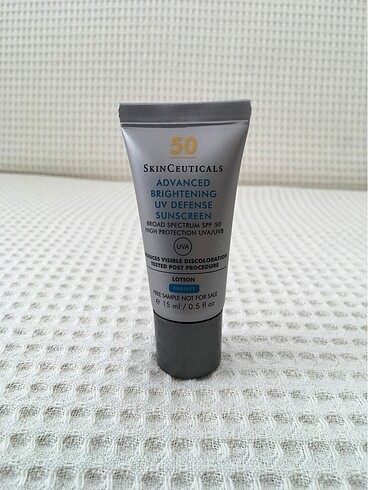 50
SKINCEUTICALS
ADVANCED
BRIGHTENING
UV DEFENSE
SUNSCREEN
BROAD SPECTRUM SPF 50
HIGH PROTECTION UVA/UVB
UVA
REDUCES VISIBLE DISCOLORATION
TESTED POST PROCEDURE
LOTION
PROTECT
FREE SAMPLE NOT FOR SALE
e 15 ml / 0.5 fl oz